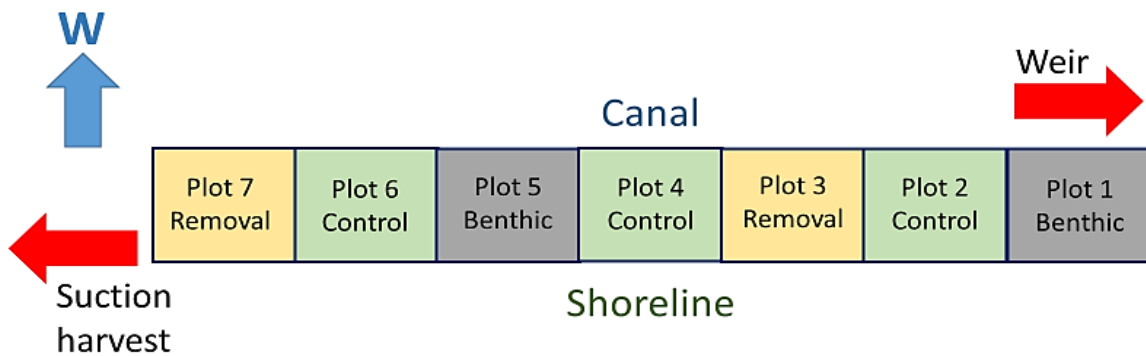 W
Weir
Canal
Plot 7
Removal
Plot 6
Control
Plot 5
Benthic
Plot 4
Control
Plot 3
Removal
Plot 2
Control
Plot 1
Benthic
Suction
harvest
Shoreline